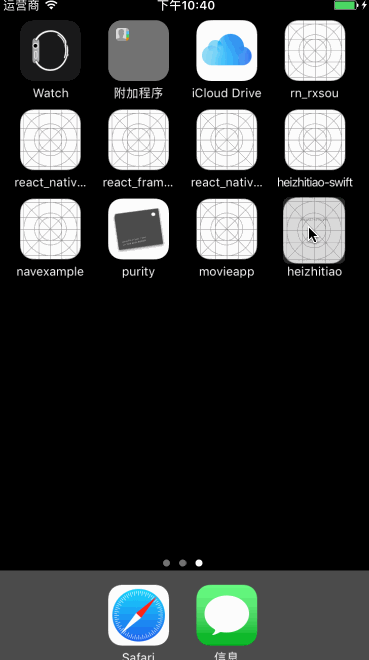 运营商 下午10:40
Watch 附加程序 iCloud Drive rn_rxsou
react_nativ... react_fram... react_nativ... heizhitiao-swift
navexample purity movieapp heizhitiao
Safari 信息